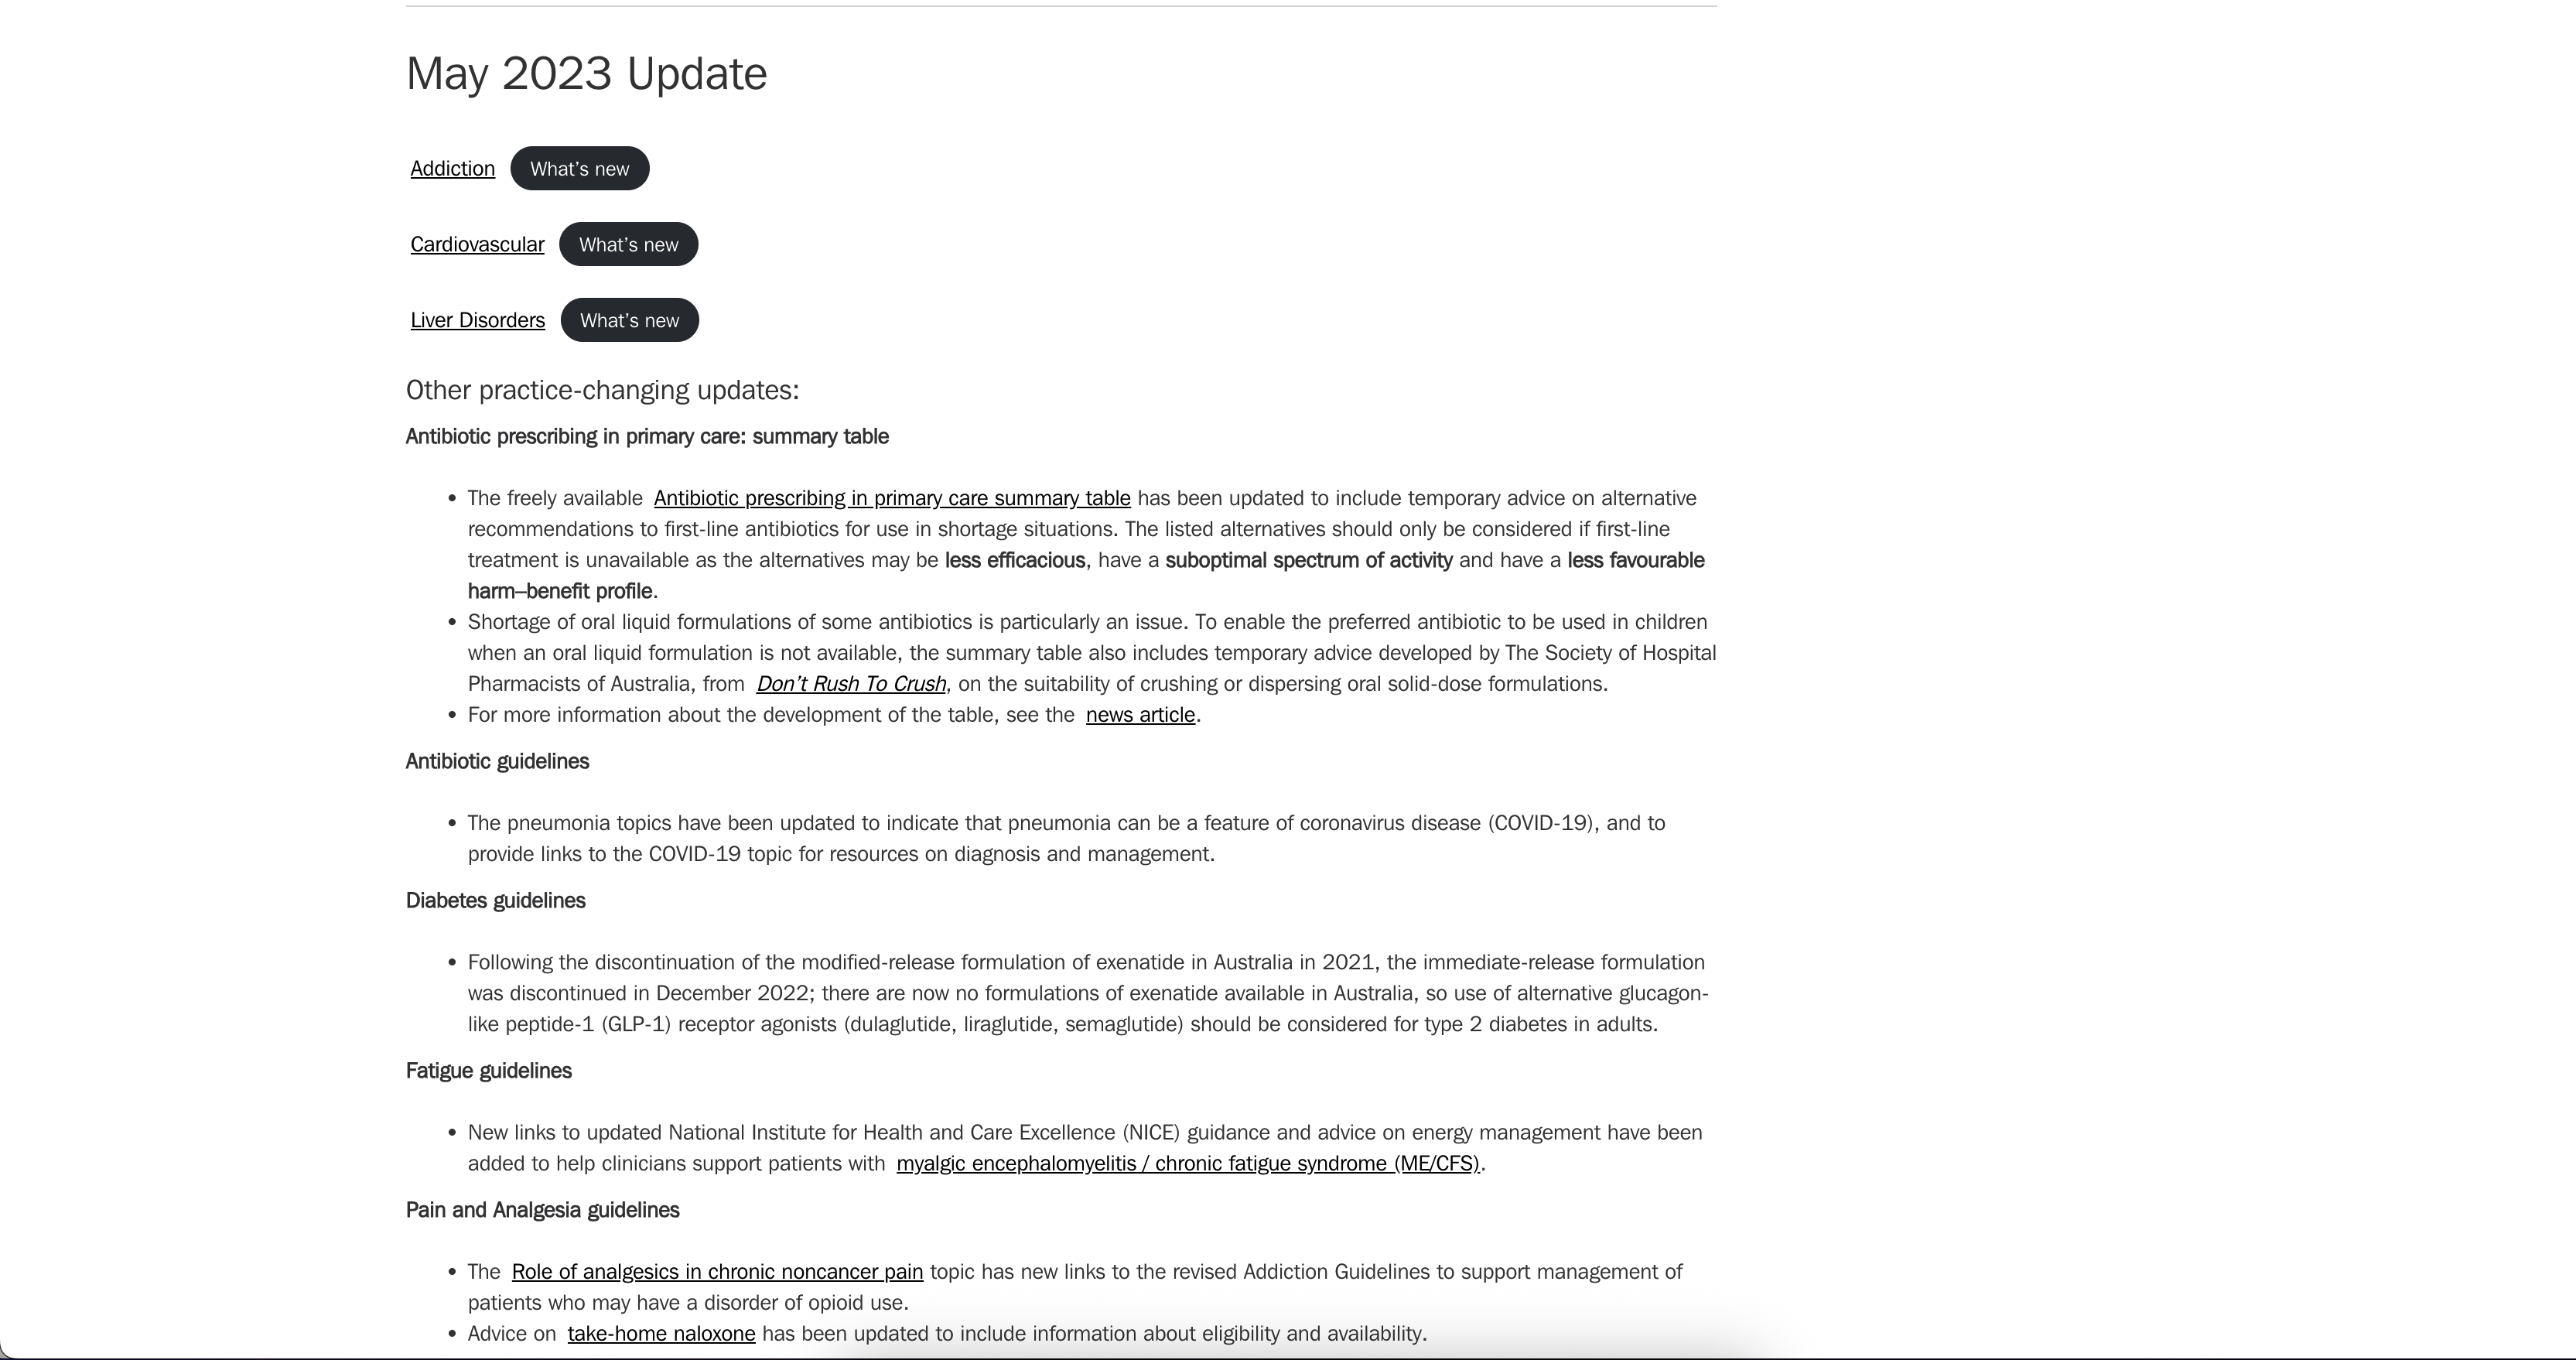 May 2023 Update
Addiction What's new
Cardiovascular What's new
Liver Disorders What's new
Other practice-changing updates:
Antibiotic prescribing in primary care: summary table
• The freely available Antibiotic prescribing in primary care summary table has been updated to include temporary advice on alternative
recommendations to first-line antibiotics for use in shortage situations. The listed alternatives should only be considered if first-line
treatment is unavailable as the alternatives may be less efficacious, have a suboptimal spectrum of activity and have a less favourable
harm–benefit profile.
• Shortage of oral liquid formulations of some antibiotics is particularly an issue. To enable the preferred antibiotic to be used in children
when an oral liquid formulation is not available, the summary table also includes temporary advice developed by The Society of Hospital
Pharmacists of Australia, from Don't Rush To Crush, on the suitability of crushing or dispersing oral solid-dose formulations.
• For more information about the development of the table, see the news article.
Antibiotic guidelines
• The pneumonia topics have been updated to indicate that pneumonia can be a feature of coronavirus disease (COVID-19), and to
provide links to the COVID-19 topic for resources on diagnosis and management.
Diabetes guidelines
• Following the discontinuation of the modified-release formulation of exenatide in Australia in 2021, the immediate-release formulation
was discontinued in December 2022; there are now no formulations of exenatide available in Australia, so use of alternative glucagon-
like peptide-1 (GLP-1) receptor agonists (dulaglutide, liraglutide, semaglutide) should be considered for type 2 diabetes in adults.
Fatigue guidelines
• New links to updated National Institute for Health and Care Excellence (NICE) guidance and advice on energy management have been
added to help clinicians support patients with myalgic encephalomyelitis / chronic fatigue syndrome (ME/CFS).
Pain and Analgesia guidelines
• The Role of analgesics in chronic noncancer pain topic has new links to the revised Addiction Guidelines to support management of
patients who may have a disorder of opioid use.
• Advice on take-home naloxone has been updated to include information about eligibility and availability.